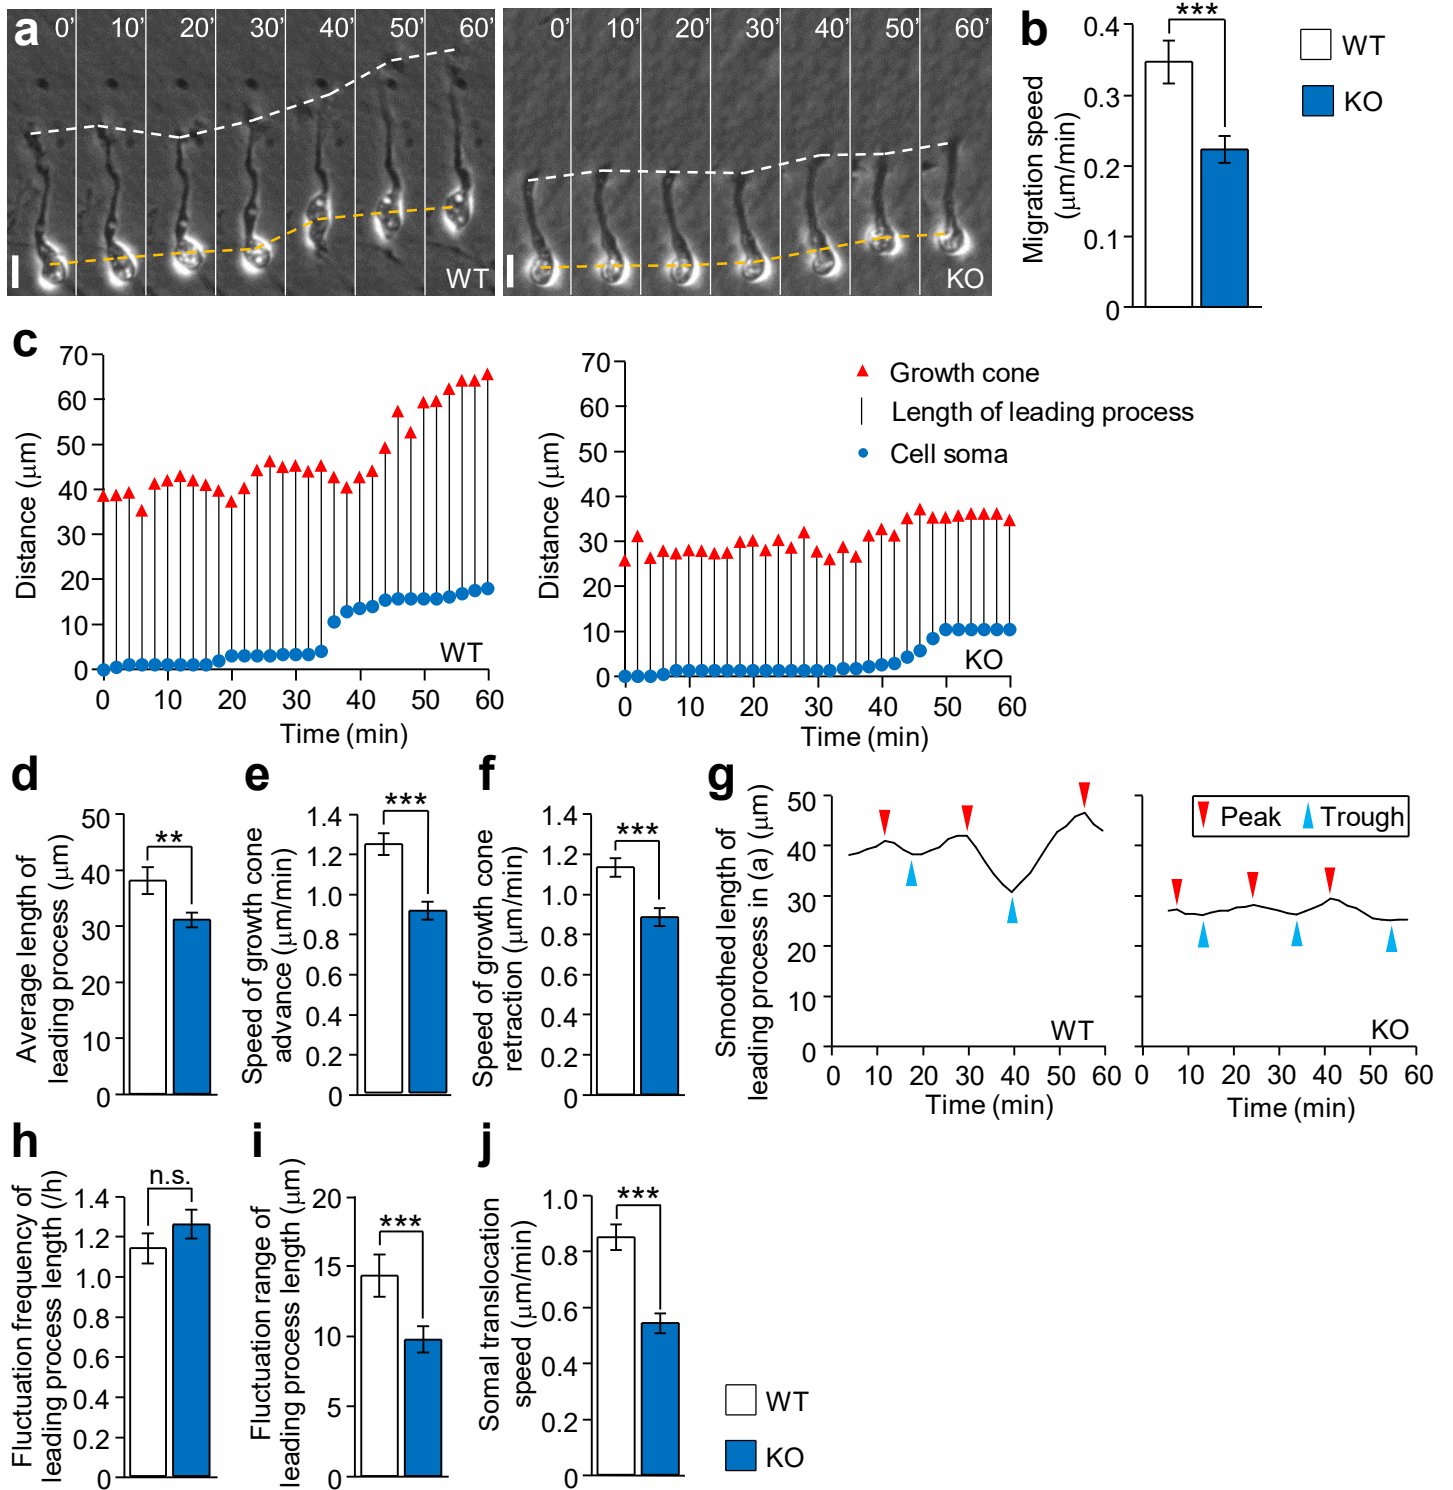 a
0' 10' 20' 30' 40' 50' 60'
WT
0' 10' 20' 30' 40' 50' 60'
KO
b
Migration speed
(μm/min)
0.4
0.3
0.2
0.1
0
***
WT
KO
c
Distance (μm)
70
60
50
40
30
20
10
0
0 10 20 30 40 50 60
Time (min)
WT
Distance (μm)
70
60
50
40
30
20
10
0
0 10 20 30 40 50 60
Time (min)
KO
Growth cone
Length of leading process
Cell soma
d
Average length of
leading process (μm)
50
40
30
20
10
0
**
e
Speed of growth cone
advance (μm/min)
1.4
1.2
1.0
0.8
0.6
0.4
0.2
0
***
f
Speed of growth cone
retraction (μm/min)
1.4
1.2
1.0
0.8
0.6
0.4
0.2
0
***
g
Smoothed length of
leading process in (a) (μm)
50
40
30
20
10
0
0 10 20 30 40 50 60
Time (min)
WT
Peak Trough
0 10 20 30 40 50 60
Time (min)
KO
h
Fluctuation frequency of
leading process length (/h)
1.4
1.2
1.0
0.8
0.6
0.4
0.2
0
n.s.
i
Fluctuation range of
leading process length (μm)
20
15
10
5
0
***
j
Somal translocation
speed (μm/min)
1.0
0.8
0.6
0.4
0.2
0
***
WT
KO